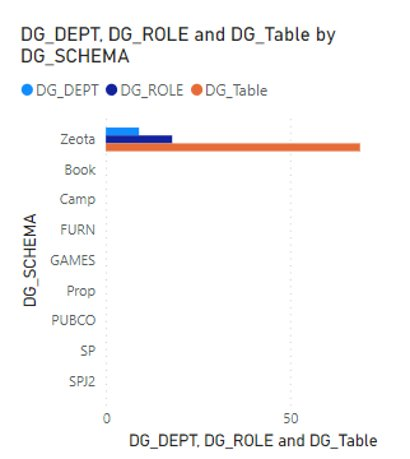 DG_DEPT, DG_ROLE and DG_Table by
DG_SCHEMA
DG_DEPT DG_ROLE DG_Table
DG_SCHEMA
Zeota
Book
Camp
FURN
GAMES
Prop
PUBCO
SP
SPJ2
0 50
DG_DEPT, DG_ROLE and DG_Table